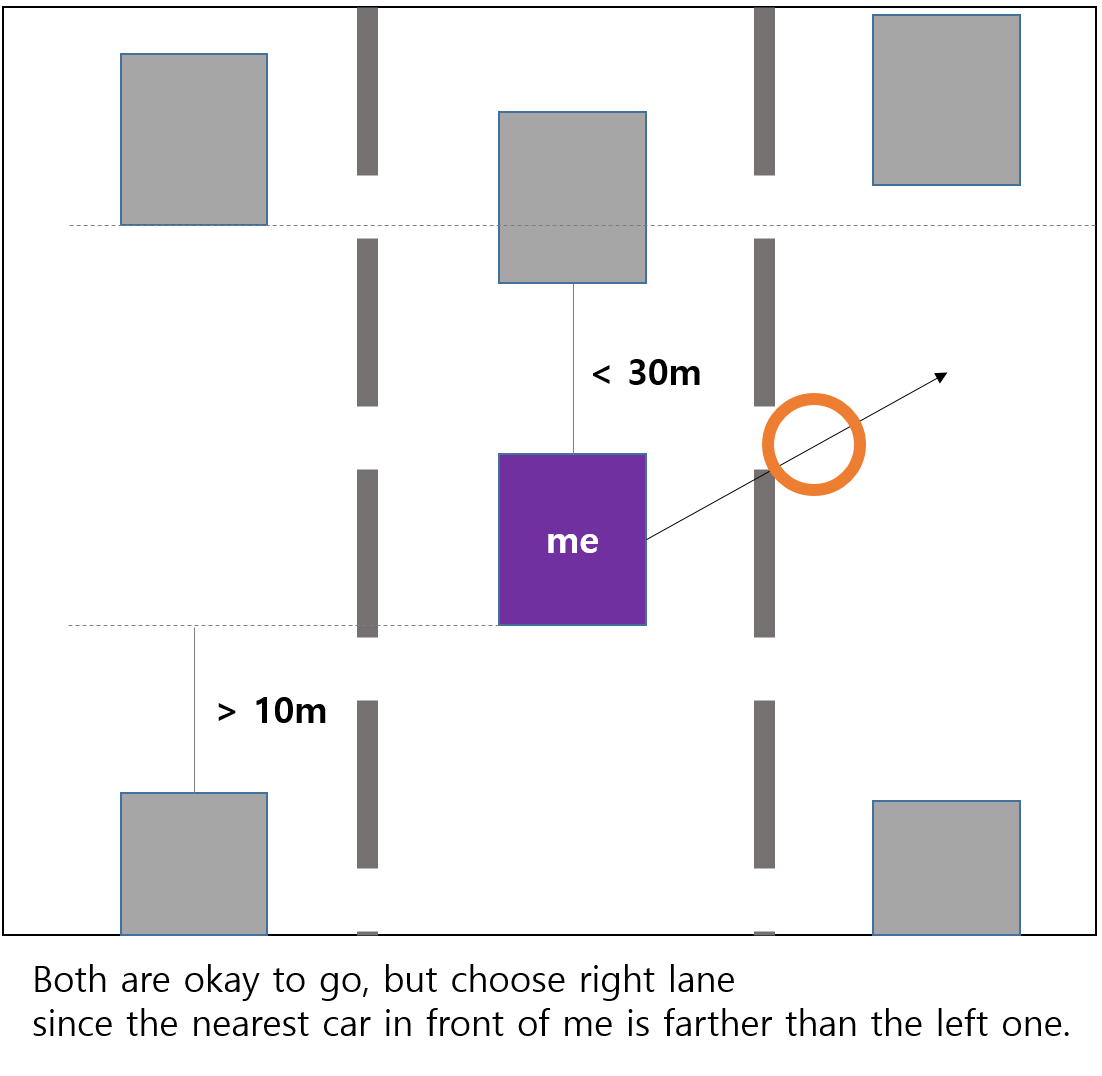 < 30m
me
> 10m
Both are okay to go, but choose right lane
since the nearest car in front of me is farther than the left one.